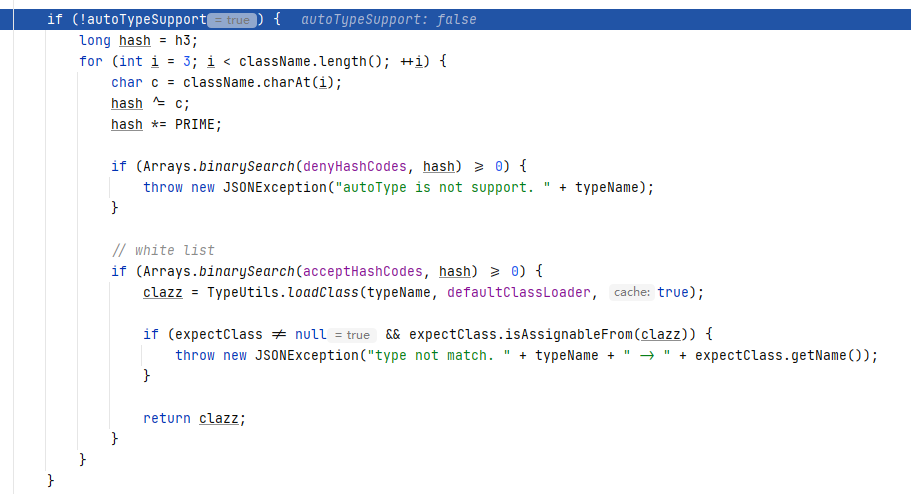 if (!autoTypeSupport = true ) {   autoTypeSupport: false
    long hash = h3;
    for (int i = 3; i < className.length(); ++i) {
        char c = className.charAt(i);
        hash ^= c;
        hash *= PRIME;

        if (Arrays.binarySearch(denyHashCodes, hash) >= 0) {
            throw new JSONException("autoType is not support. " + typeName);
        }

        // white list
        if (Arrays.binarySearch(acceptHashCodes, hash) >= 0) {
            clazz = TypeUtils.loadClass(typeName, defaultClassLoader, cache: true);

            if (expectClass != null = true && expectClass.isAssignableFrom(clazz)) {
                throw new JSONException("type not match. " + typeName + " -> " + expectClass.getName());
            }

            return clazz;
        }
    }
}